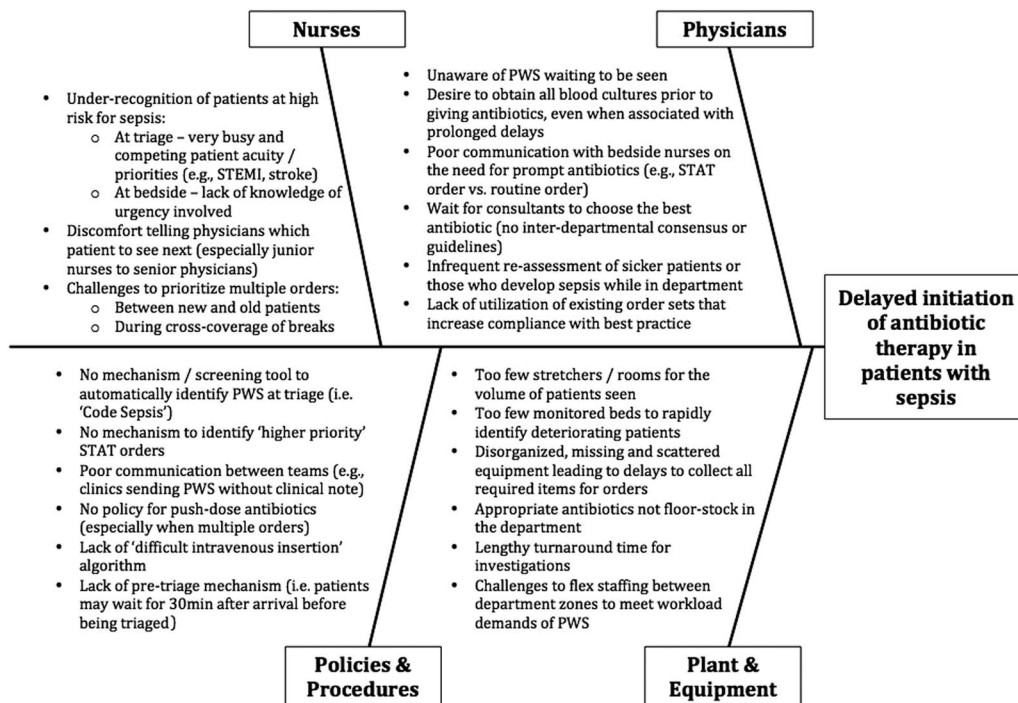 Nurses
• Under-recognition of patients at high
risk for sepsis:
o At triage – very busy and
competing patient acuity /
priorities (e.g., STEMI, stroke)
o At bedside – lack of knowledge of
urgency involved
• Discomfort telling physicians which
patient to see next (especially junior
nurses to senior physicians)
• Challenges to prioritize multiple orders:
o Between new and old patients
o During cross-coverage of breaks
Physicians
• Unaware of PWS waiting to be seen
• Desire to obtain all blood cultures prior to
giving antibiotics, even when associated with
prolonged delays
• Poor communication with bedside nurses on
the need for prompt antibiotics (e.g., STAT
order vs. routine order)
• Wait for consultants to choose the best
antibiotic (no inter-departmental consensus or
guidelines)
• Infrequent re-assessment of sicker patients or
those who develop sepsis while in department
• Lack of utilization of existing order sets that
increase compliance with best practice
Delayed initiation
of antibiotic
therapy in
patients with
sepsis
• No mechanism / screening tool to
automatically identify PWS at triage (i.e.
‘Code Sepsis’)
• No mechanism to identify ‘higher priority’
STAT orders
• Poor communication between teams (e.g.,
clinics sending PWS without clinical note)
• No policy for push-dose antibiotics
(especially when multiple orders)
• Lack of ‘difficult intravenous insertion’
algorithm
• Lack of pre-triage mechanism (i.e. patients
may wait for 30min after arrival before
being triaged)
Policies &
Procedures
• Too few stretchers / rooms for the
volume of patients seen
• Too few monitored beds to rapidly
identify deteriorating patients
• Disorganized, missing and scattered
equipment leading to delays to collect all
required items for orders
• Appropriate antibiotics not floor-stock in
the department
• Lengthy turnaround time for
investigations
• Challenges to flex staffing between
department zones to meet workload
demands of PWS
Plant &
Equipment